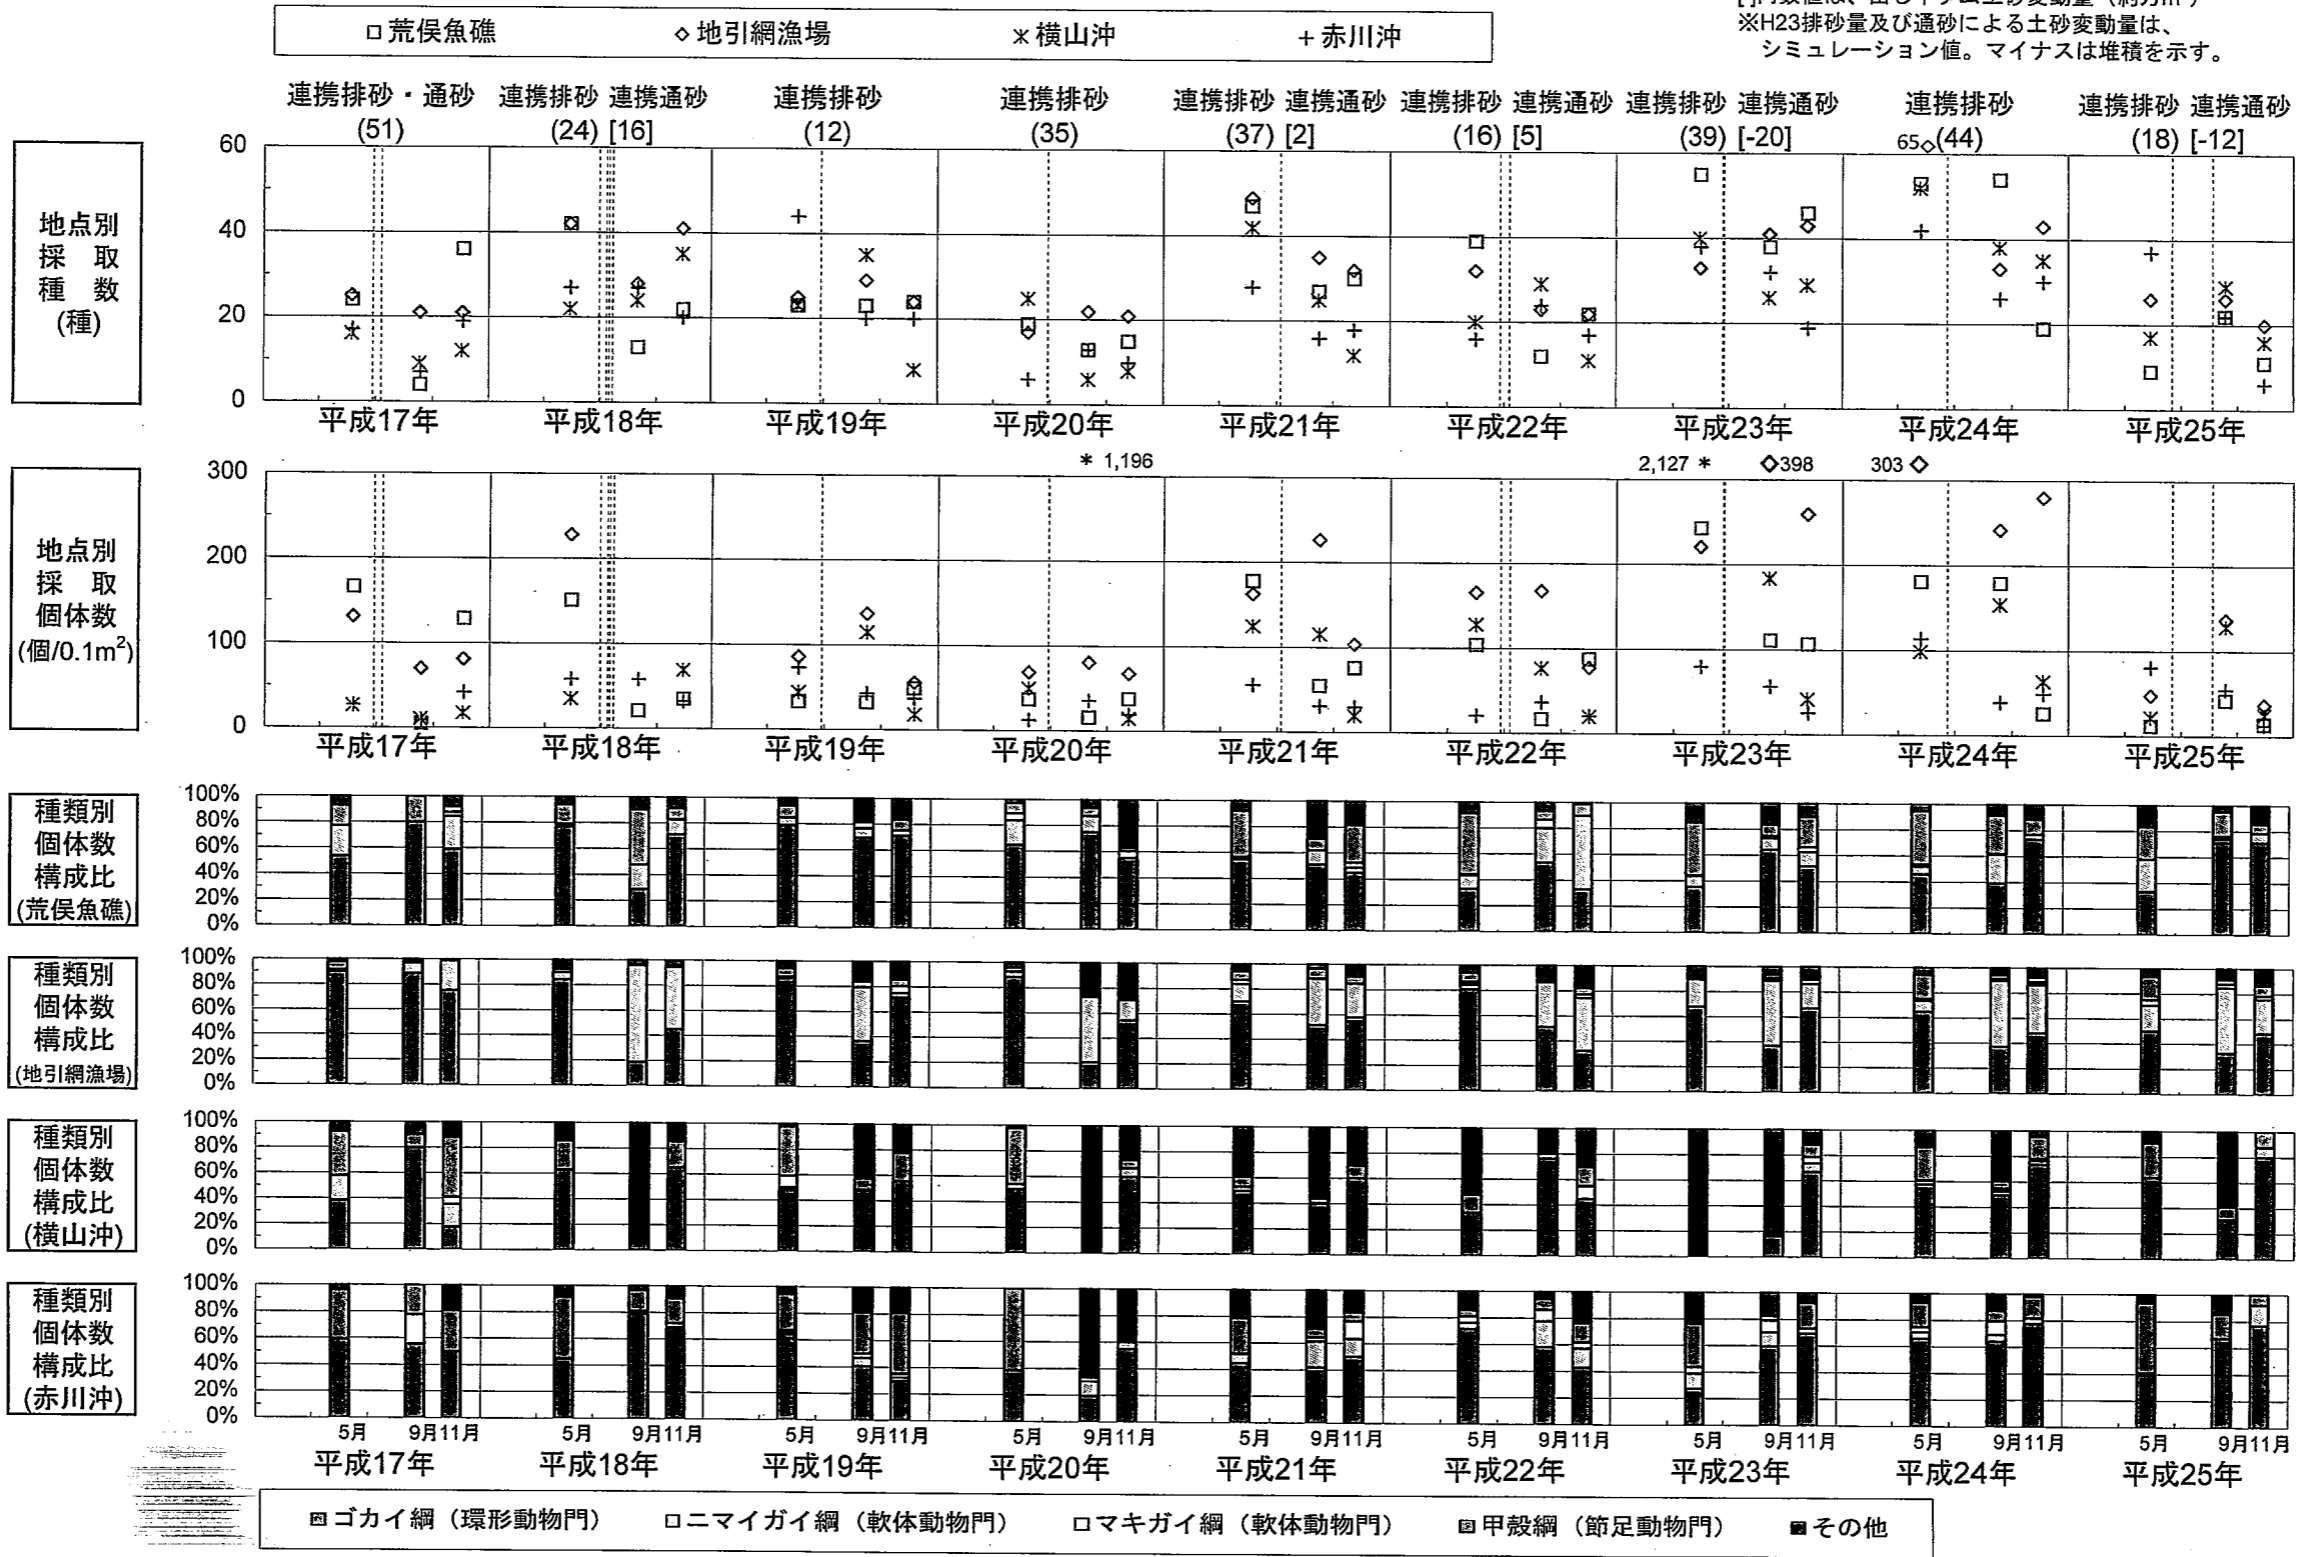 □荒俣魚礁 ◇地引網漁場 ＊横山沖 +赤川沖
※H23排砂量及び通砂による土砂変動量は、
シミュレーション値。マイナスは堆積を示す。
連携排砂・通砂 連携排砂 連携通砂 連携排砂 連携排砂 連携排砂 連携通砂 連携排砂 連携通砂 連携排砂 連携通砂 連携排砂 連携排砂 連携通砂
(51) (24) [16] (12) (35) (37) [2] (16) [5] (39) [-20] 65◇(44) (18) [-12]
地点別
採 取
種 数
(種)
60
40
20
0
平成17年 平成18年 平成19年 平成20年 平成21年 平成22年 平成23年 平成24年 平成25年
* 1,196 2,127 * ◇398 303 ◇
地点別
採 取
個体数
(個/0.1m²)
300
200
100
0
平成17年 平成18年 平成19年 平成20年 平成21年 平成22年 平成23年 平成24年 平成25年
種類別
個体数
構成比
(荒俣魚礁)
100%
80%
60%
40%
20%
0%
種類別
個体数
構成比
(地引網漁場)
100%
80%
60%
40%
20%
0%
種類別
個体数
構成比
(横山沖)
100%
80%
60%
40%
20%
0%
種類別
個体数
構成比
(赤川沖)
100%
80%
60%
40%
20%
0%
5月 9月11月 5月 9月11月 5月 9月11月 5月 9月11月 5月 9月11月 5月 9月11月 5月 9月11月 5月 9月11月 5月 9月11月
平成17年 平成18年 平成19年 平成20年 平成21年 平成22年 平成23年 平成24年 平成25年
ゴカイ綱（環形動物門） □ニマイガイ綱（軟体動物門） □マキガイ綱（軟体動物門） 甲殻綱（節足動物門） ■その他